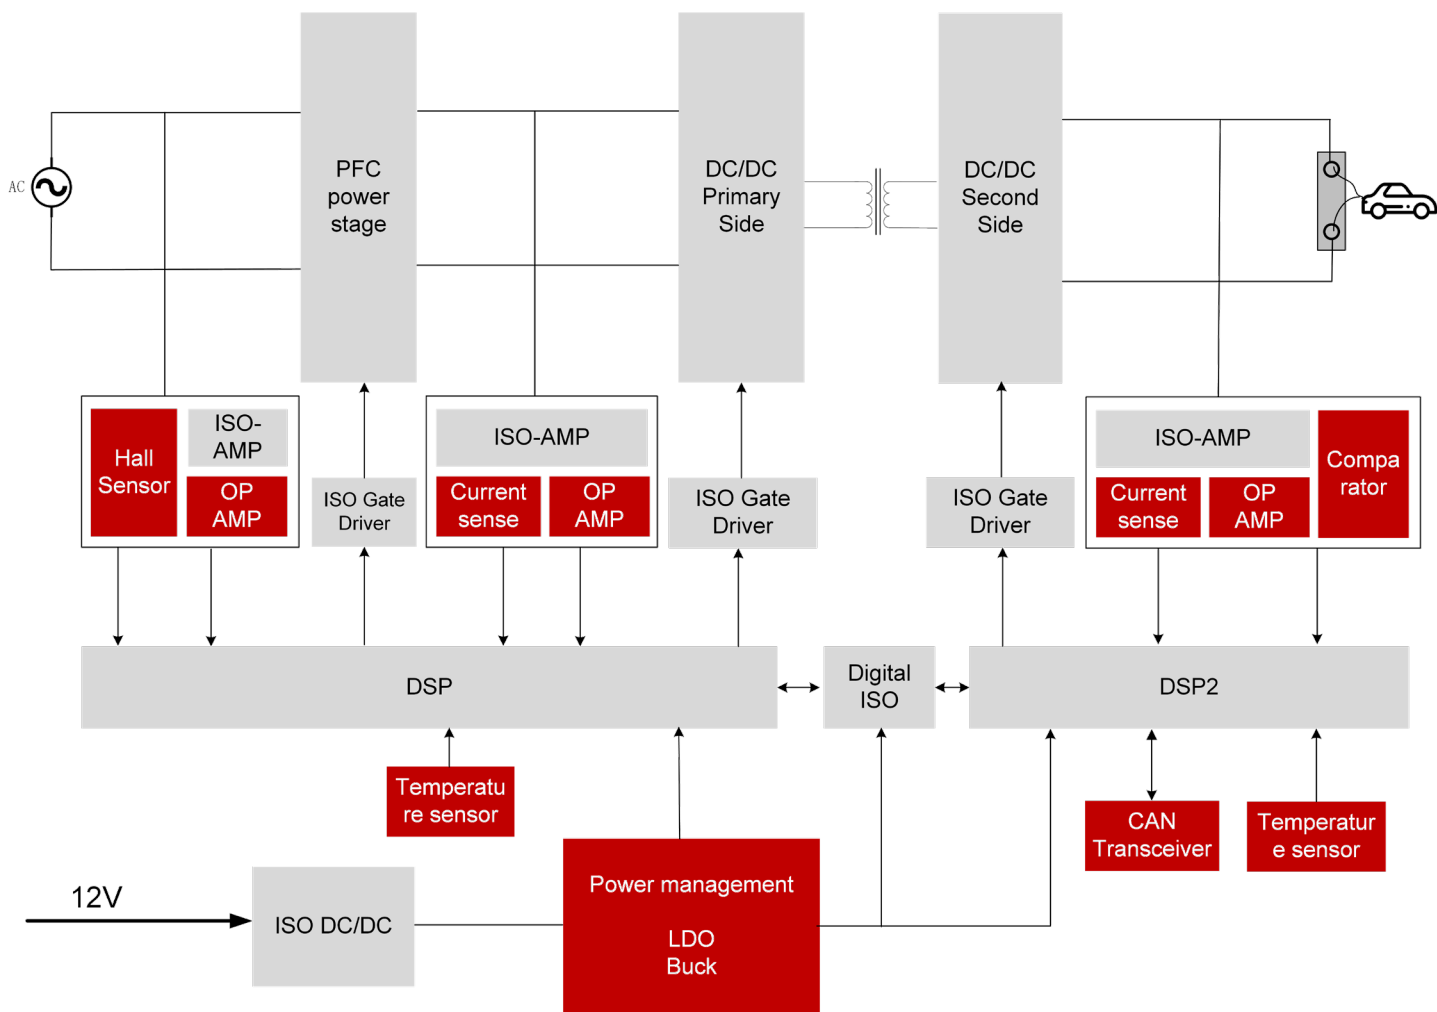 AC
PFC
power
stage
DC/DC
Primary
Side
DC/DC
Second
Side
Hall
Sensor
ISO-
AMP
OP
AMP
ISO Gate
Driver
ISO-AMP
Current
sense
OP
AMP
ISO Gate
Driver
ISO Gate
Driver
ISO-AMP
Current
sense
OP
AMP
Compa
rator
DSP
Digital
ISO
DSP2
Temperatu
re sensor
CAN
Transceiver
Temperatur
e sensor
12V
ISO DC/DC
Power management
LDO
Buck